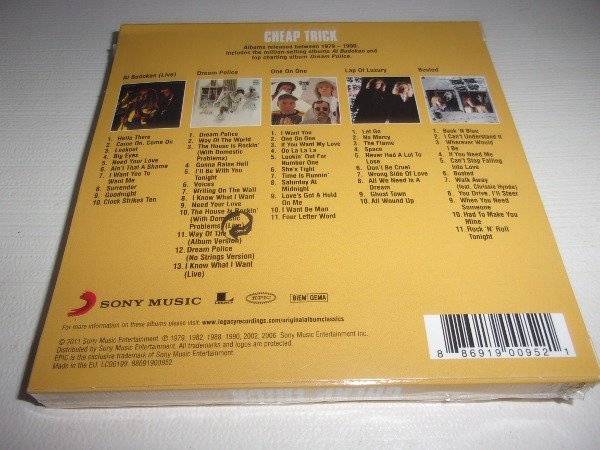 CHEAP TRICK
Albums released between 1979 - 1990.
Includes the million selling albums At Budokan and
top charting album Dream Police.
At Budokan (Live)
1. Hello There
2. Come On, Come On
3. Lookout
4. Big Eyes
5. Need Your Love
6. Ain't That A Shame
7. I Want You To
Want Me
8. Surrender
9. Goodnight
10. Clock Strikes Ten
Dream Police
1. Dream Police
2. Way Of The World
3. The House Is Rockin'
(With Domestic
Problems)
4. Gonna Raise Hell
5. I'll Be With You
Tonight
6. Voices
7. Writing On The Wall
8. I Know What I Want
9. Need Your Love
10. The House Is Rockin'
(With Domestic
Problems) (Live)
11. Way Of The
(Album Version)
12. Dream Police
(No Strings Version)
13. I Know What I Want
(Live)
One On One
1. I Want You
2. One On One
3. If You Want My Love
4. Oo La La La
5. Lookin' Out For
Number One
6. She's Tight
7. Time Is Runnin'
8. Saturday At
Midnight
9. Love's Got A Hold
On Me
10. I Want Be Man
11. Four Letter Word
Lap Of Luxury
1. Let Go
2. No Mercy
3. The Flame
4. Space
5. Never Had A Lot To
Lose
6. Don't Be Cruel
7. Wrong Side Of Love
8. All We Need Is A
Dream
9. Ghost Town
10. All Wound Up
Busted
1. Back 'N Blue
2. I Can't Understand It
3. Wherever Would
I Be
4. If You Need Me
5. Can't Stop Falling
Into Love
6. Busted
7. Walk Away
(feat. Chrissie Hynde)
8. You Drive, I'll Steer
9. When You Need
Someone
10. Had To Make You
Mine
11. Rock 'N' Roll
Tonight
SONY MUSIC
LEGACY
EPIC
BIEM GEMA
For more information on these albums please visit: www.legacyrecordings.com/originalalbumclassics
℗ 2011 Sony Music Entertainment. ℗ 1979, 1982, 1988, 1990, 2002, 2006 Sony Music Entertainment Inc.
Distributed by Sony Music Entertainment. All trademarks and logos are protected.
EPIC is the exclusive trademark of Sony Music Entertainment.
Made in the EU. LC00199. 88691900952
8 86919 00952 1
CHEAP TRICK